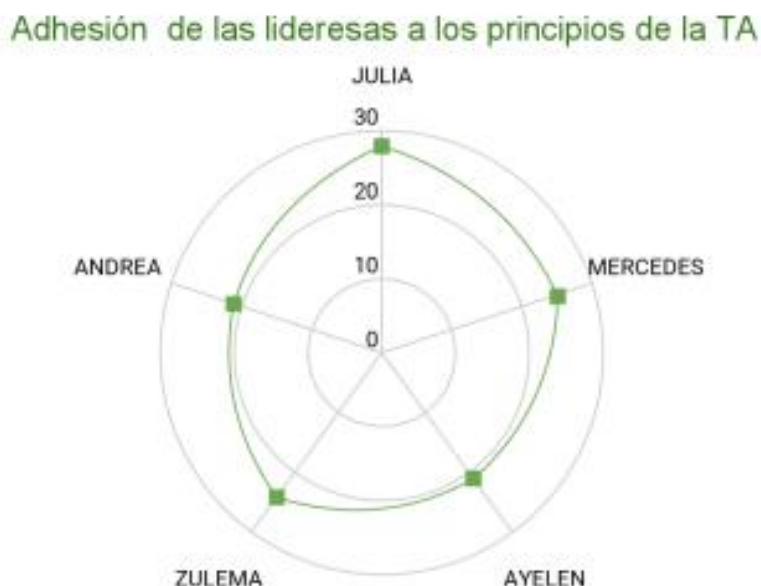 Adhesión  de las lideresas a los principios de la TA
JULIA
30
20
ANDREA
10
MERCEDES
0
ZULEMA
AYELEN